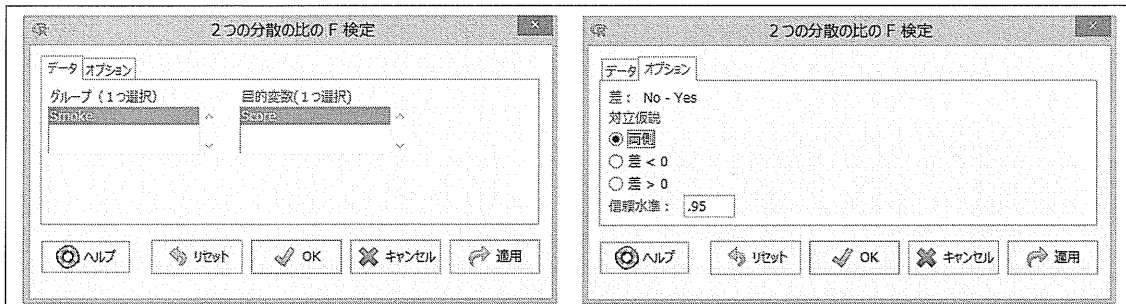 2つの分散の比の F 検定
データ オプション
グループ (1つ選択) 目的変数(1つ選択)
Smoke Score
ヘルプ リセット OK キャンセル 適用
2つの分散の比の F 検定
データ オプション
差: No - Yes
対立仮説
両側
差 < 0
差 > 0
信頼水準: .95
ヘルプ リセット OK キャンセル 適用